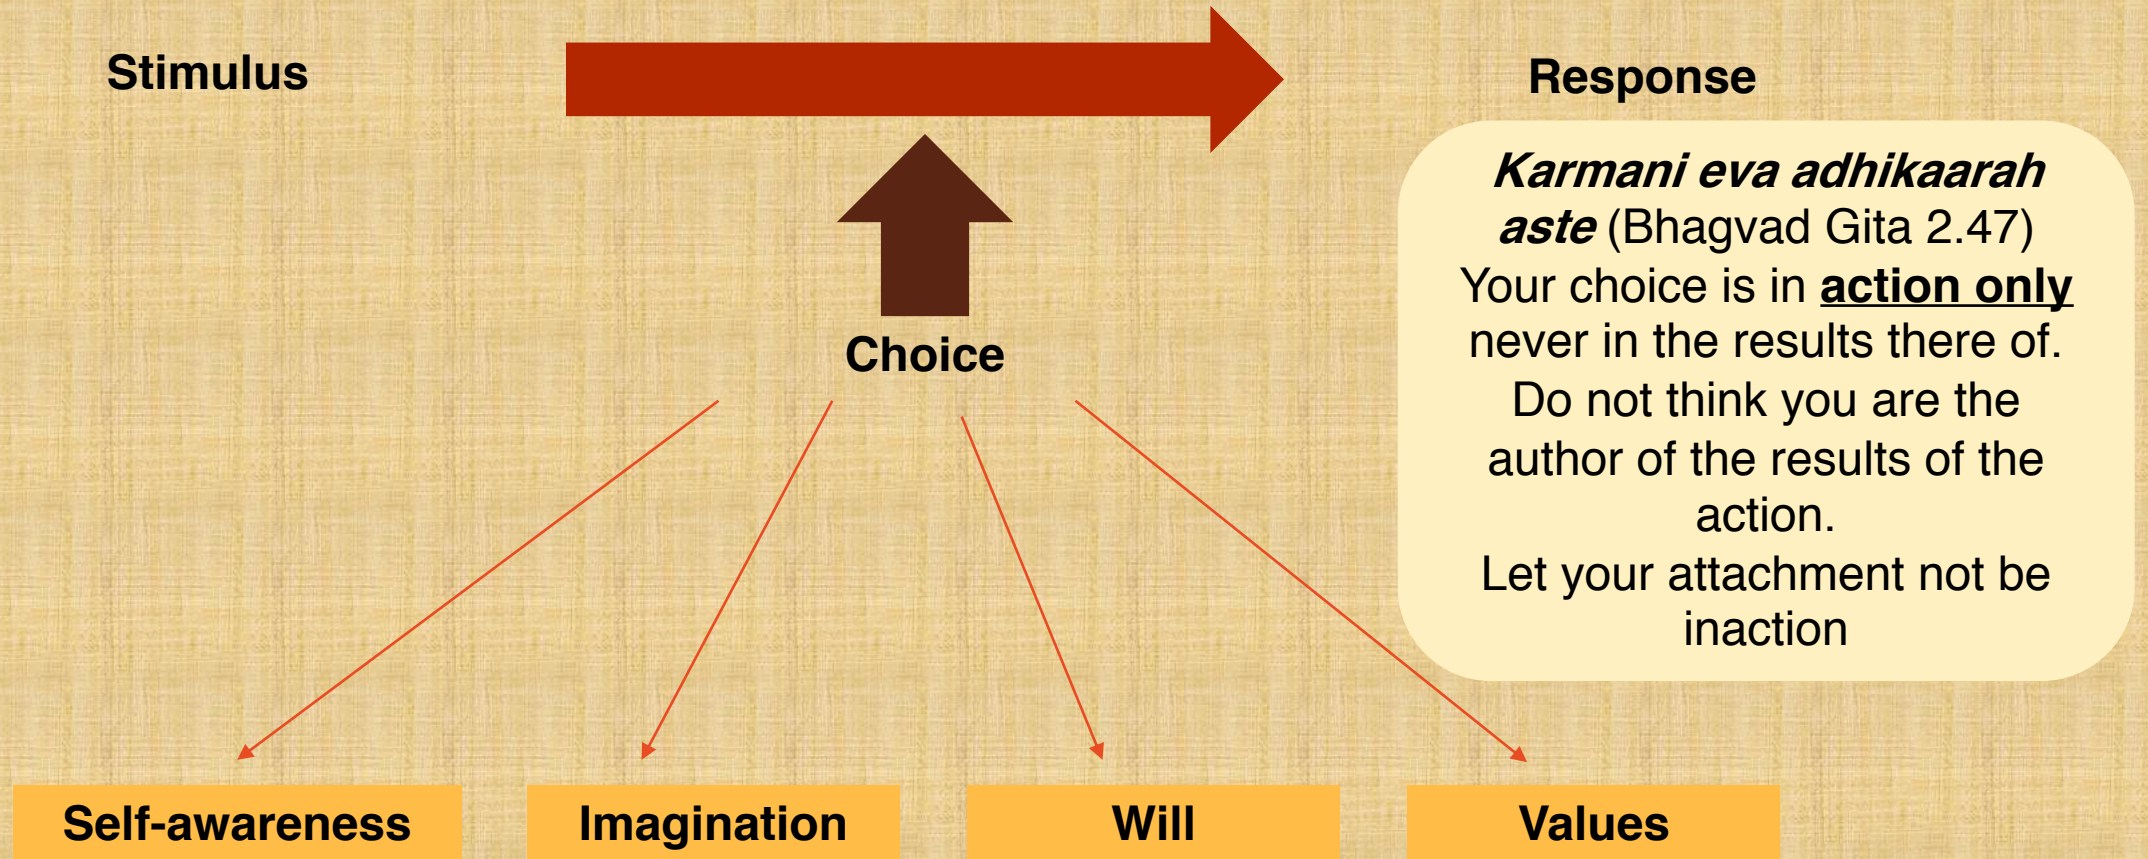 Stimulus
Response
Karmani eva adhikaarah
aste (Bhagvad Gita 2.47)
Your choice is in action only
never in the results there of.
Do not think you are the
author of the results of the
action.
Let your attachment not be
inaction
Choice
Self-awareness
Imagination
Will
Values